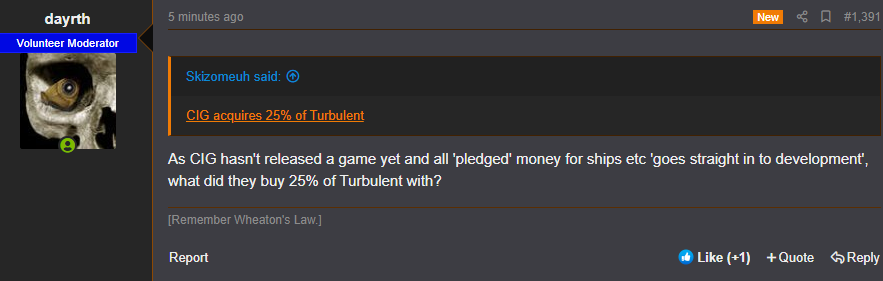 dayrth
Volunteer Moderator
5 minutes ago
New
#1,391
Skizomeuh said:
CIG acquires 25% of Turbulent
As CIG hasn't released a game yet and all 'pledged' money for ships etc 'goes straight in to development',
what did they buy 25% of Turbulent with?
[Remember Wheaton's Law.]
Report
Like (+1)
+Quote
Reply